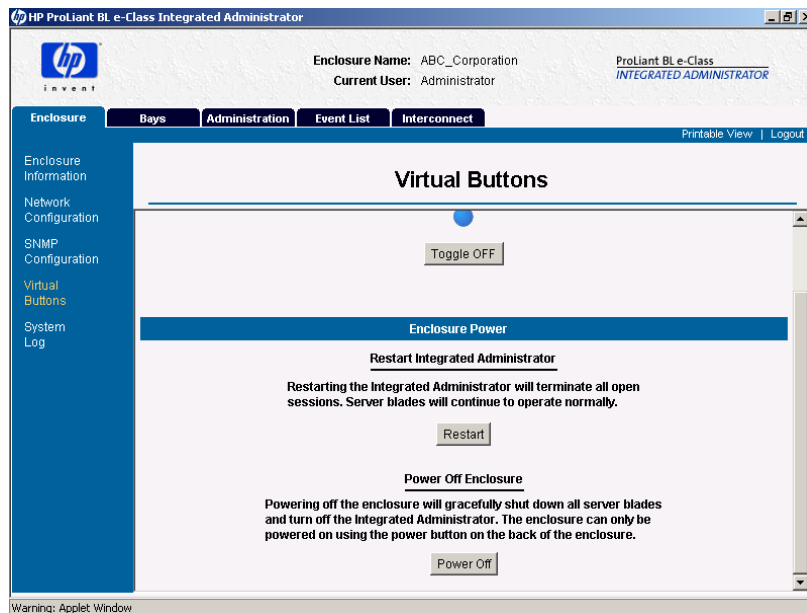 HP ProLiant BL e-Class Integrated Administrator
hp
invent
Enclosure Name: ABC_Corporation
Current User: Administrator
ProLiant BL e-Class
INTEGRATED ADMINISTRATOR
Enclosure Bays Administration Event List Interconnect
Printable View | Logout
Enclosure
Information
Network
Configuration
SNMP
Configuration
Virtual
Buttons
System
Log
Virtual Buttons
Toggle OFF
Enclosure Power
Restart Integrated Administrator
Restarting the Integrated Administrator will terminate all open
sessions. Server blades will continue to operate normally.
Restart
Power Off Enclosure
Powering off the enclosure will gracefully shut down all server blades
and turn off the Integrated Administrator. The enclosure can only be
powered on using the power button on the back of the enclosure.
Power Off
Warning: Applet Window